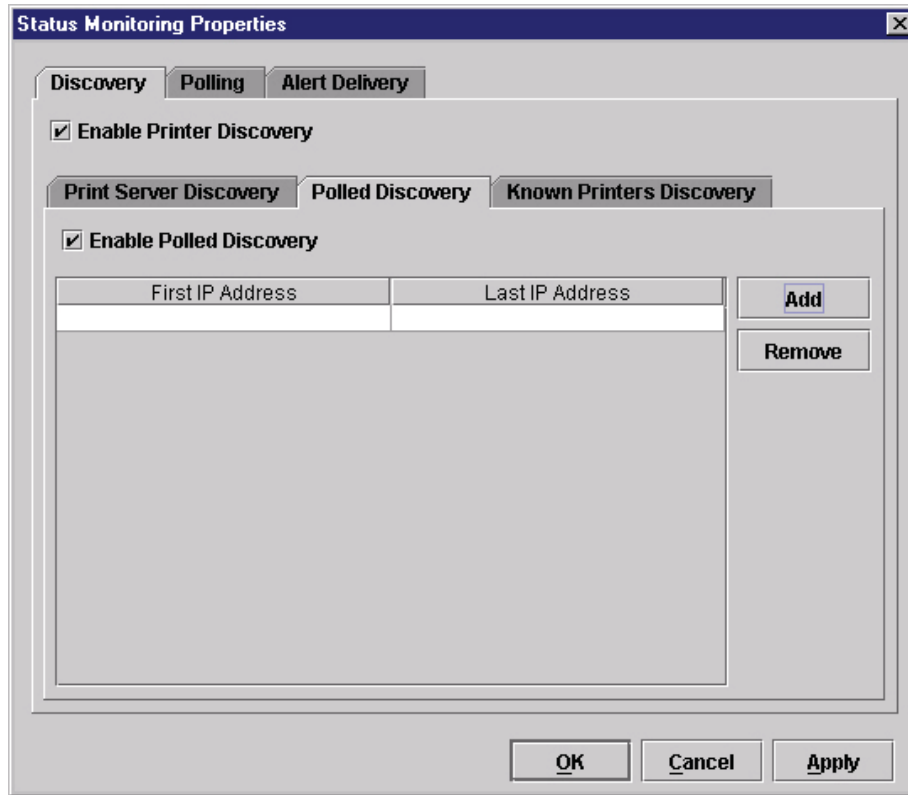 Status Monitoring Properties
Discovery Polling Alert Delivery
Enable Printer Discovery
Print Server Discovery Polled Discovery Known Printers Discovery
Enable Polled Discovery
First IP Address Last IP Address
Add
Remove
OK Cancel Apply